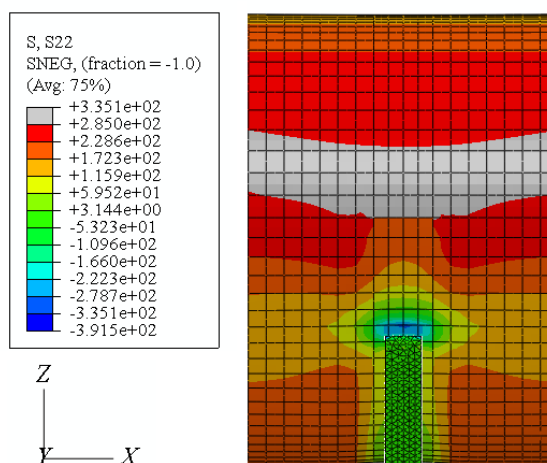 S, S22
SNEG, (fraction = -1.0)
(Avg: 75%)
+3.351e+02
+2.850e+02
+2.286e+02
+1.723e+02
+1.159e+02
+5.952e+01
+3.144e+00
-5.323e+01
-1.096e+02
-1.660e+02
-2.223e+02
-2.787e+02
-3.351e+02
-3.915e+02
Z
Y
X